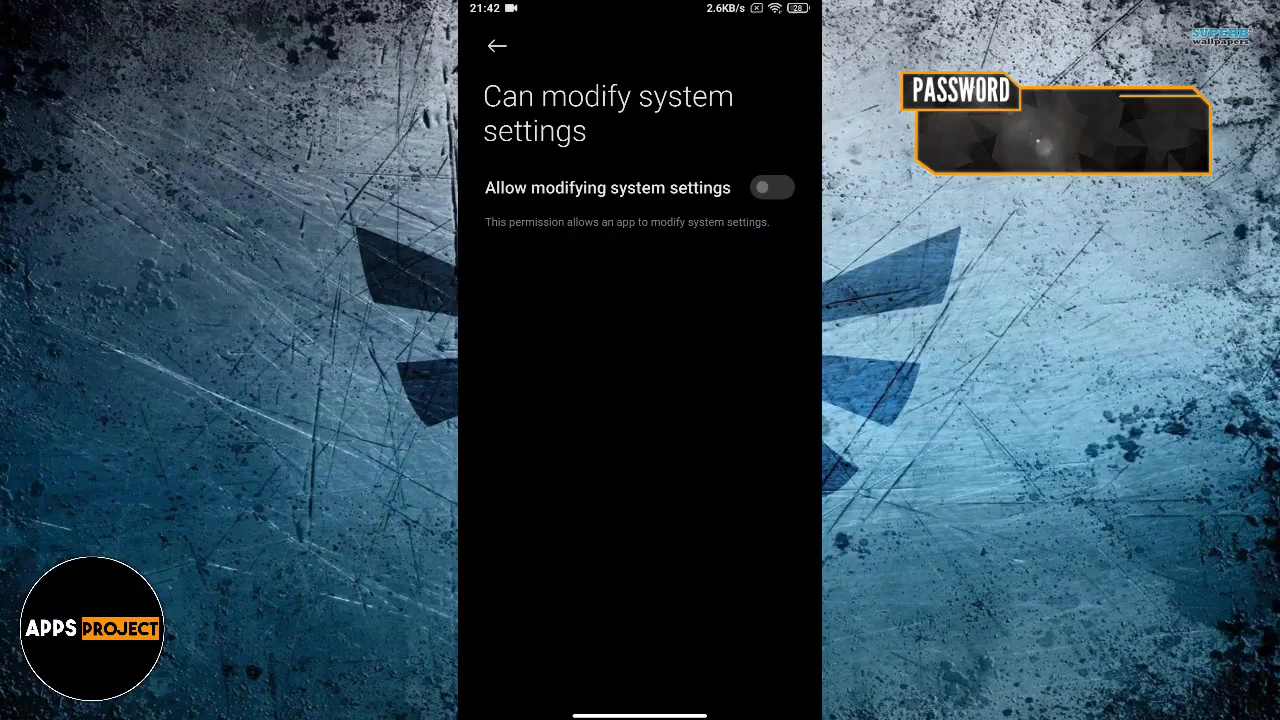 21:42
2.6KB/s
28
SUPERB
wallpapers
PASSWORD
Can modify system
settings
Allow modifying system settings
This permission allows an app to modify system settings.
APPS PROJECT